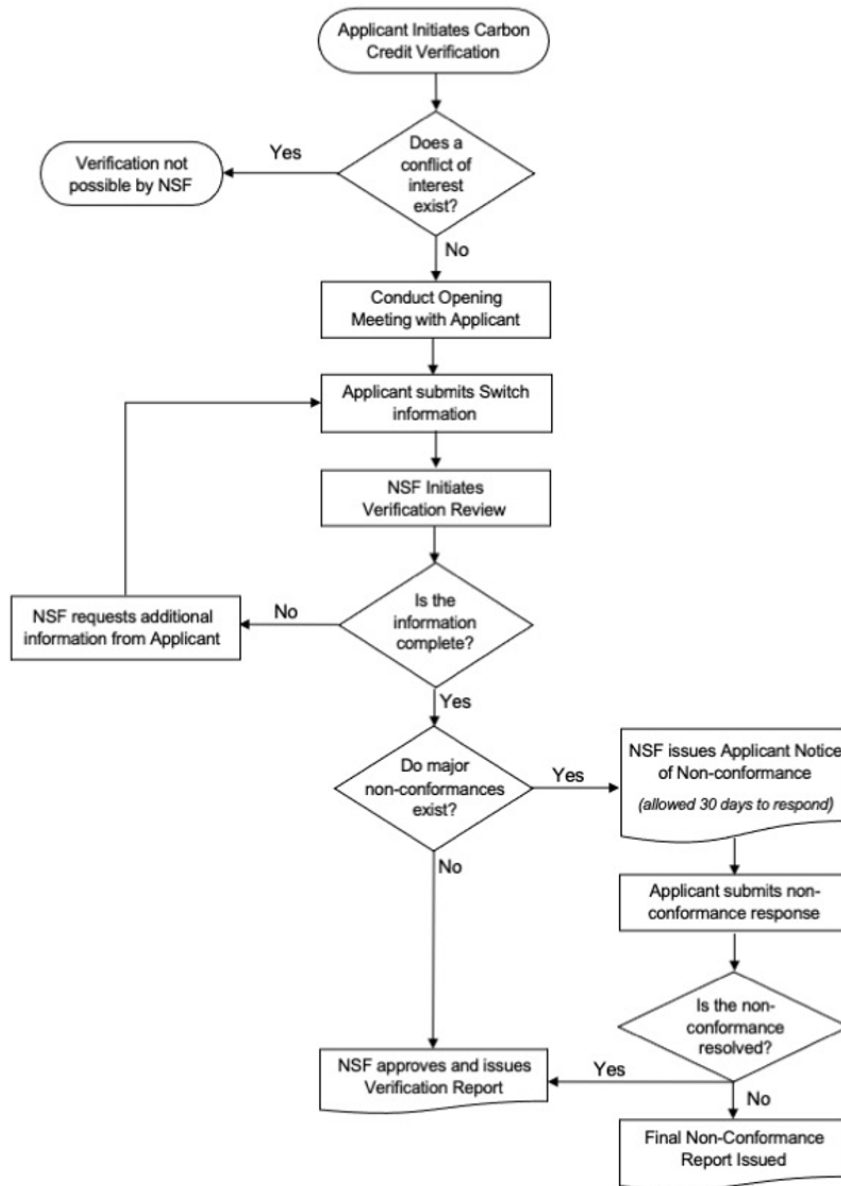 Applicant Initiates Carbon
Credit Verification
Does a
conflict of
interest
exist?
Yes
Verification not
possible by NSF
No
Conduct Opening
Meeting with Applicant
Applicant submits Switch
information
NSF Initiates
Verification Review
Is the
information
complete?
No
NSF requests additional
information from Applicant
Yes
Do major
non-conformances
exist?
Yes
NSF issues Applicant Notice
of Non-conformance
(allowed 30 days to respond)
No
Applicant submits non-
conformance response
Is the non-
conformance
resolved?
Yes
NSF approves and issues
Verification Report
No
Final Non-Conformance
Report Issued